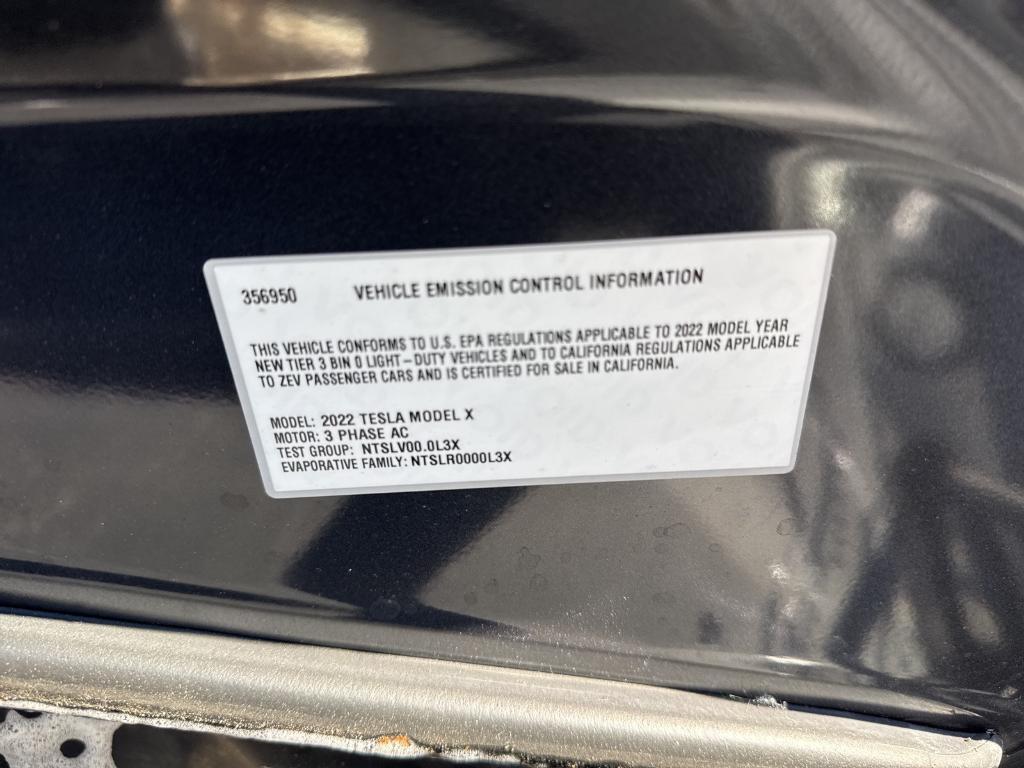 356950 VEHICLE EMISSION CONTROL INFORMATION
THIS VEHICLE CONFORMS TO U.S. EPA REGULATIONS APPLICABLE TO 2022 MODEL YEAR
NEW TIER 3 BIN 0 LIGHT-DUTY VEHICLES AND TO CALIFORNIA REGULATIONS APPLICABLE
TO ZEV PASSENGER CARS AND IS CERTIFIED FOR SALE IN CALIFORNIA.
MODEL: 2022 TESLA MODEL X
MOTOR: 3 PHASE AC
TEST GROUP: NTSLV00.0L3X
EVAPORATIVE FAMILY: NTSLR0000L3X